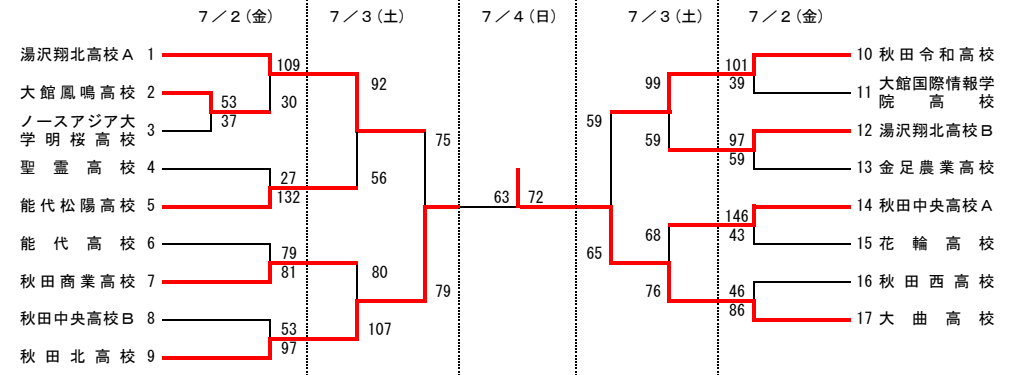 7／2（金）
7／3（土）
7／4（日）
7／3（土）
7／2（金）
湯沢翔北高校A 1
大館鳳鳴高校 2
ノースアジア大
学明桜高校 3
聖霊高校 4
能代松陽高校 5
能代高校 6
秋田商業高校 7
秋田中央高校B 8
秋田北高校 9
109
30
53
37
27
132
79
81
53
97
92
56
80
107
75
79
63
72
59
65
99
59
68
76
101
39
97
59
146
43
46
86
10 秋田令和高校
11 大館国際情報学
院高校
12 湯沢翔北高校B
13 金足農業高校
14 秋田中央高校A
15 花輪高校
16 秋田西高校
17 大曲高校